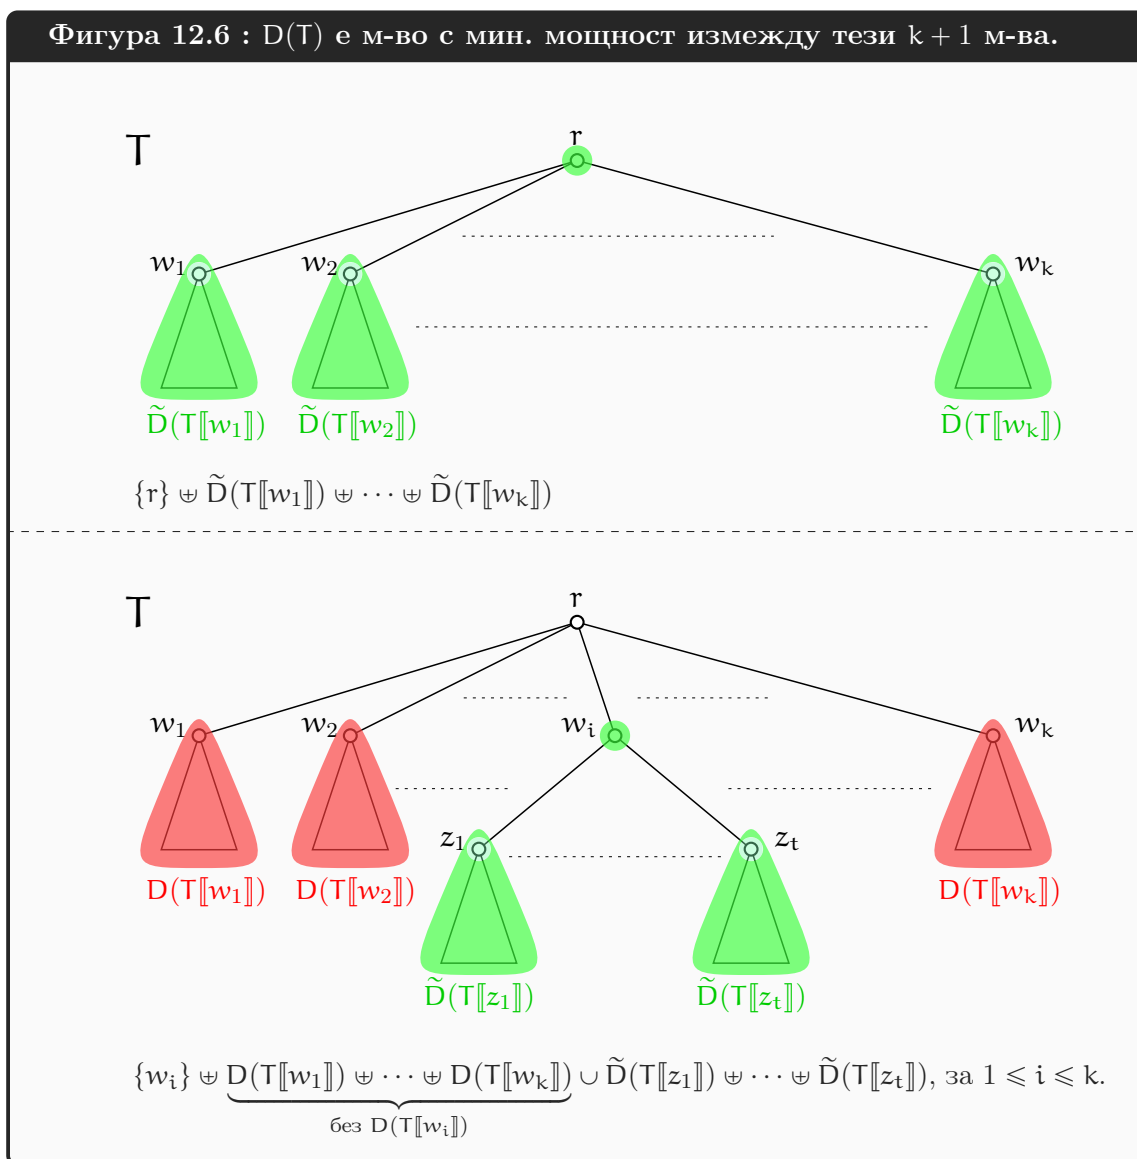 Фигура 12.6 : D(T) е м-во с мин. мощност измежду тези k + 1 м-ва.
T
r
w₁ w₂ wₖ
D̃(T⟦w₁⟧) D̃(T⟦w₂⟧) D̃(T⟦wₖ⟧)
{r} ⊎ D̃(T⟦w₁⟧) ⊎ ··· ⊎ D̃(T⟦wₖ⟧)
T
r
w₁ w₂ wᵢ wₖ
z₁ zₜ
D(T⟦w₁⟧) D(T⟦w₂⟧) D(T⟦wₖ⟧)
D̃(T⟦z₁⟧) D̃(T⟦zₜ⟧)
{wᵢ} ⊎ D(T⟦w₁⟧) ⊎ ··· ⊎ D(T⟦wₖ⟧) ∪ D̃(T⟦z₁⟧) ⊎ ··· ⊎ D̃(T⟦zₜ⟧), за 1 ⩽ i ⩽ k.
без D(T⟦wᵢ⟧)